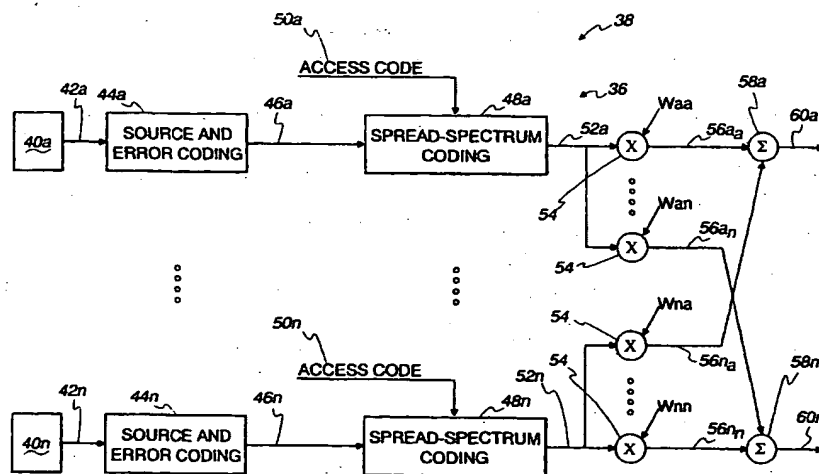 50a
38
ACCESS CODE
36
42a
44a
46a
48a
52a
Waa
56aa
58a
60a
40a
SOURCE AND
ERROR CODING
SPREAD-SPECTRUM
CODING
X
Σ
54
Wan
56an
X
54
50n
ACCESS CODE
54
Wna
X
56na
42n
44n
46n
48n
52n
54
Wnn
56nn
58n
60n
40n
SOURCE AND
ERROR CODING
SPREAD-SPECTRUM
CODING
X
Σ